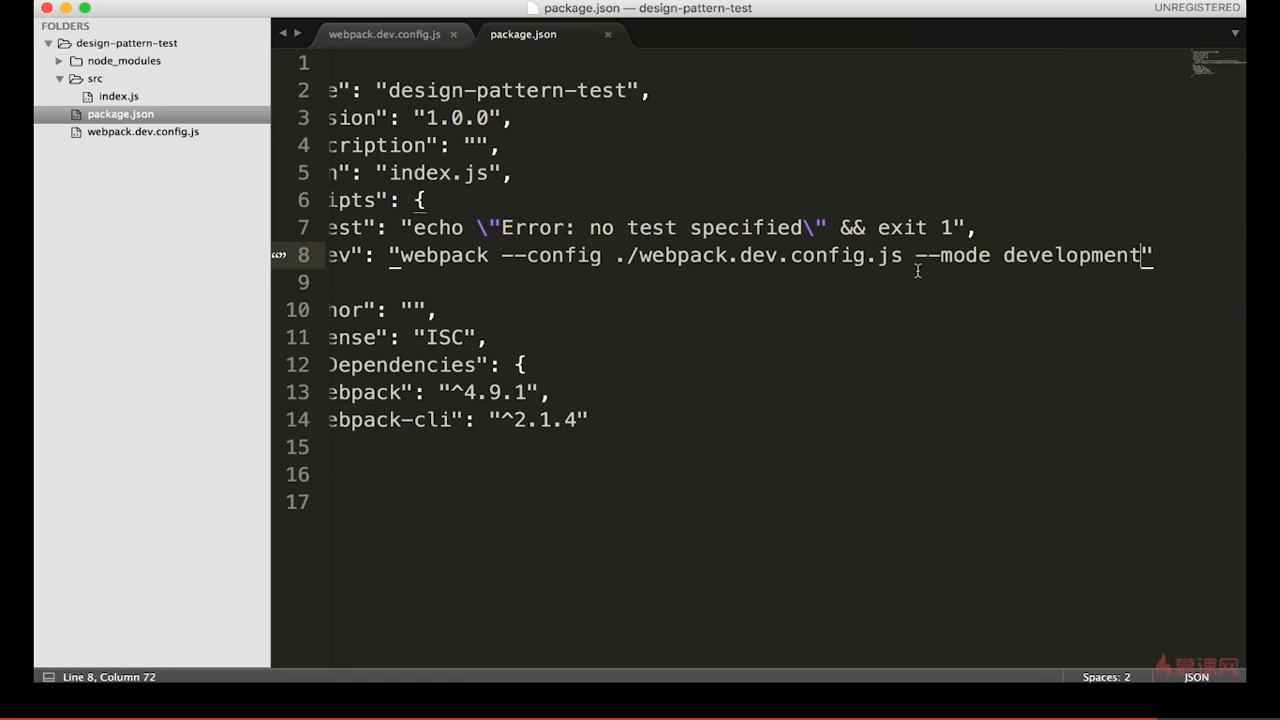 package.json — design-pattern-test
UNREGISTERED
FOLDERS
design-pattern-test
node_modules
src
index.js
package.json
webpack.dev.config.js
webpack.dev.config.js ×
package.json ×
1
2 e": "design-pattern-test",
3 sion": "1.0.0",
4 cription": "",
5 n": "index.js",
6 ipts": {
7 est": "echo \"Error: no test specified\" && exit 1",
8 ev": "webpack --config ./webpack.dev.config.js --mode development"
9
10 hor": "",
11 ense": "ISC",
12 Dependencies": {
13 ebpack": "^4.9.1",
14 ebpack-cli": "^2.1.4"
15
16
17
慕课网
Line 8, Column 72
Spaces: 2
JSON